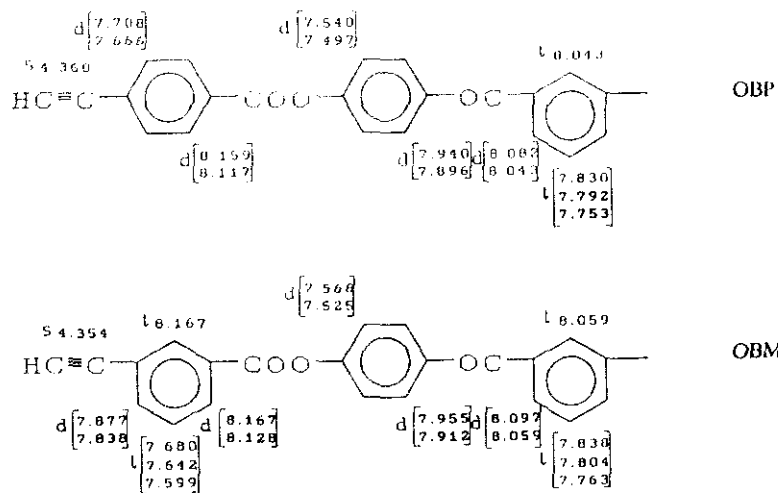 d [7.708 7.666] d [7.540 7.497]
s 4.360 t 8.043
HC≡C COO OC OBP
d [8.159 8.117] d [7.940 7.896] d [8.082 8.043]
t [7.830 7.792 7.753]
d [7.568 7.525]
s 4.354 t 8.167 t 8.059
HC≡C COO OC OBM
d [7.877 7.838] d [8.167 8.128] d [7.955 7.912] d [8.097 8.059]
t [7.680 7.642 7.599] t [7.838 7.804 7.763]